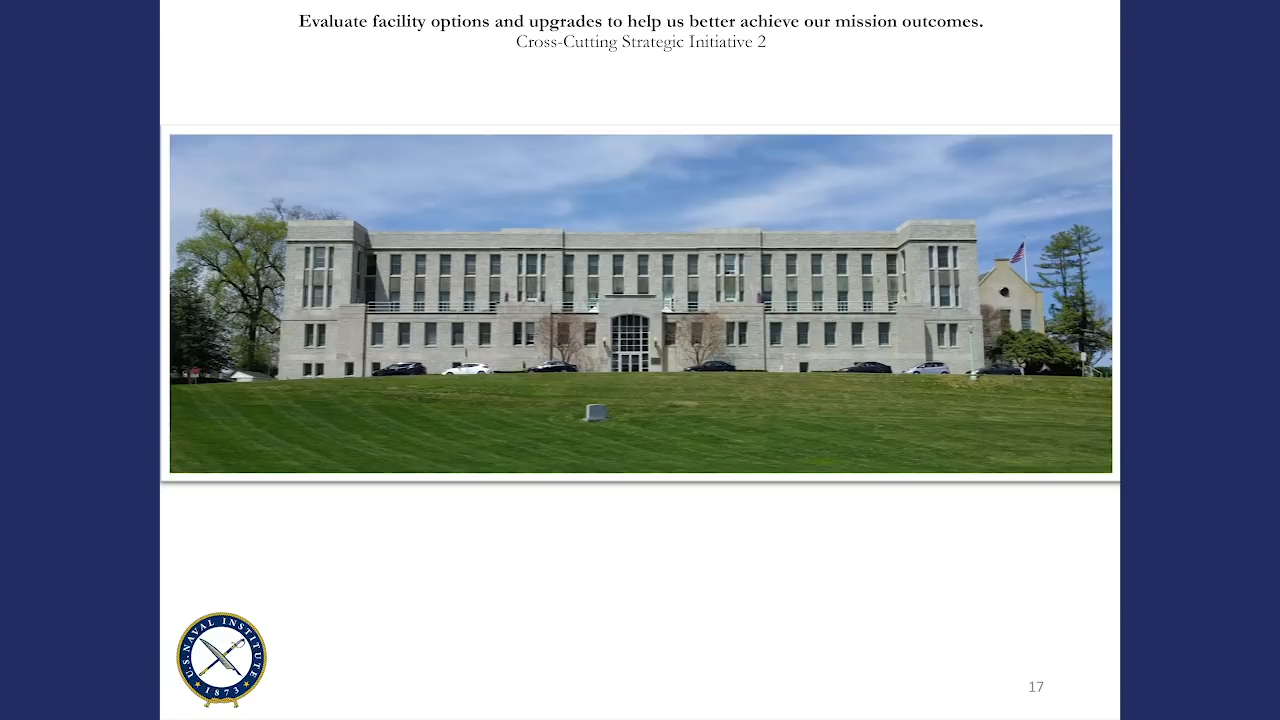 Evaluate facility options and upgrades to help us better achieve our mission outcomes.
Cross-Cutting Strategic Initiative 2
U.S. NAVAL INSTITUTE
1873
17